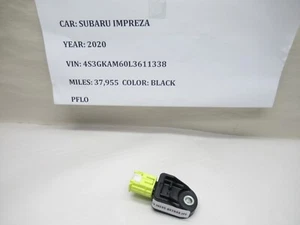 CAR: SUBARU IMPREZA
YEAR: 2020
VIN: 4S3GKAM60L3611338
MILES: 37,955 COLOR: BLACK
PFLO